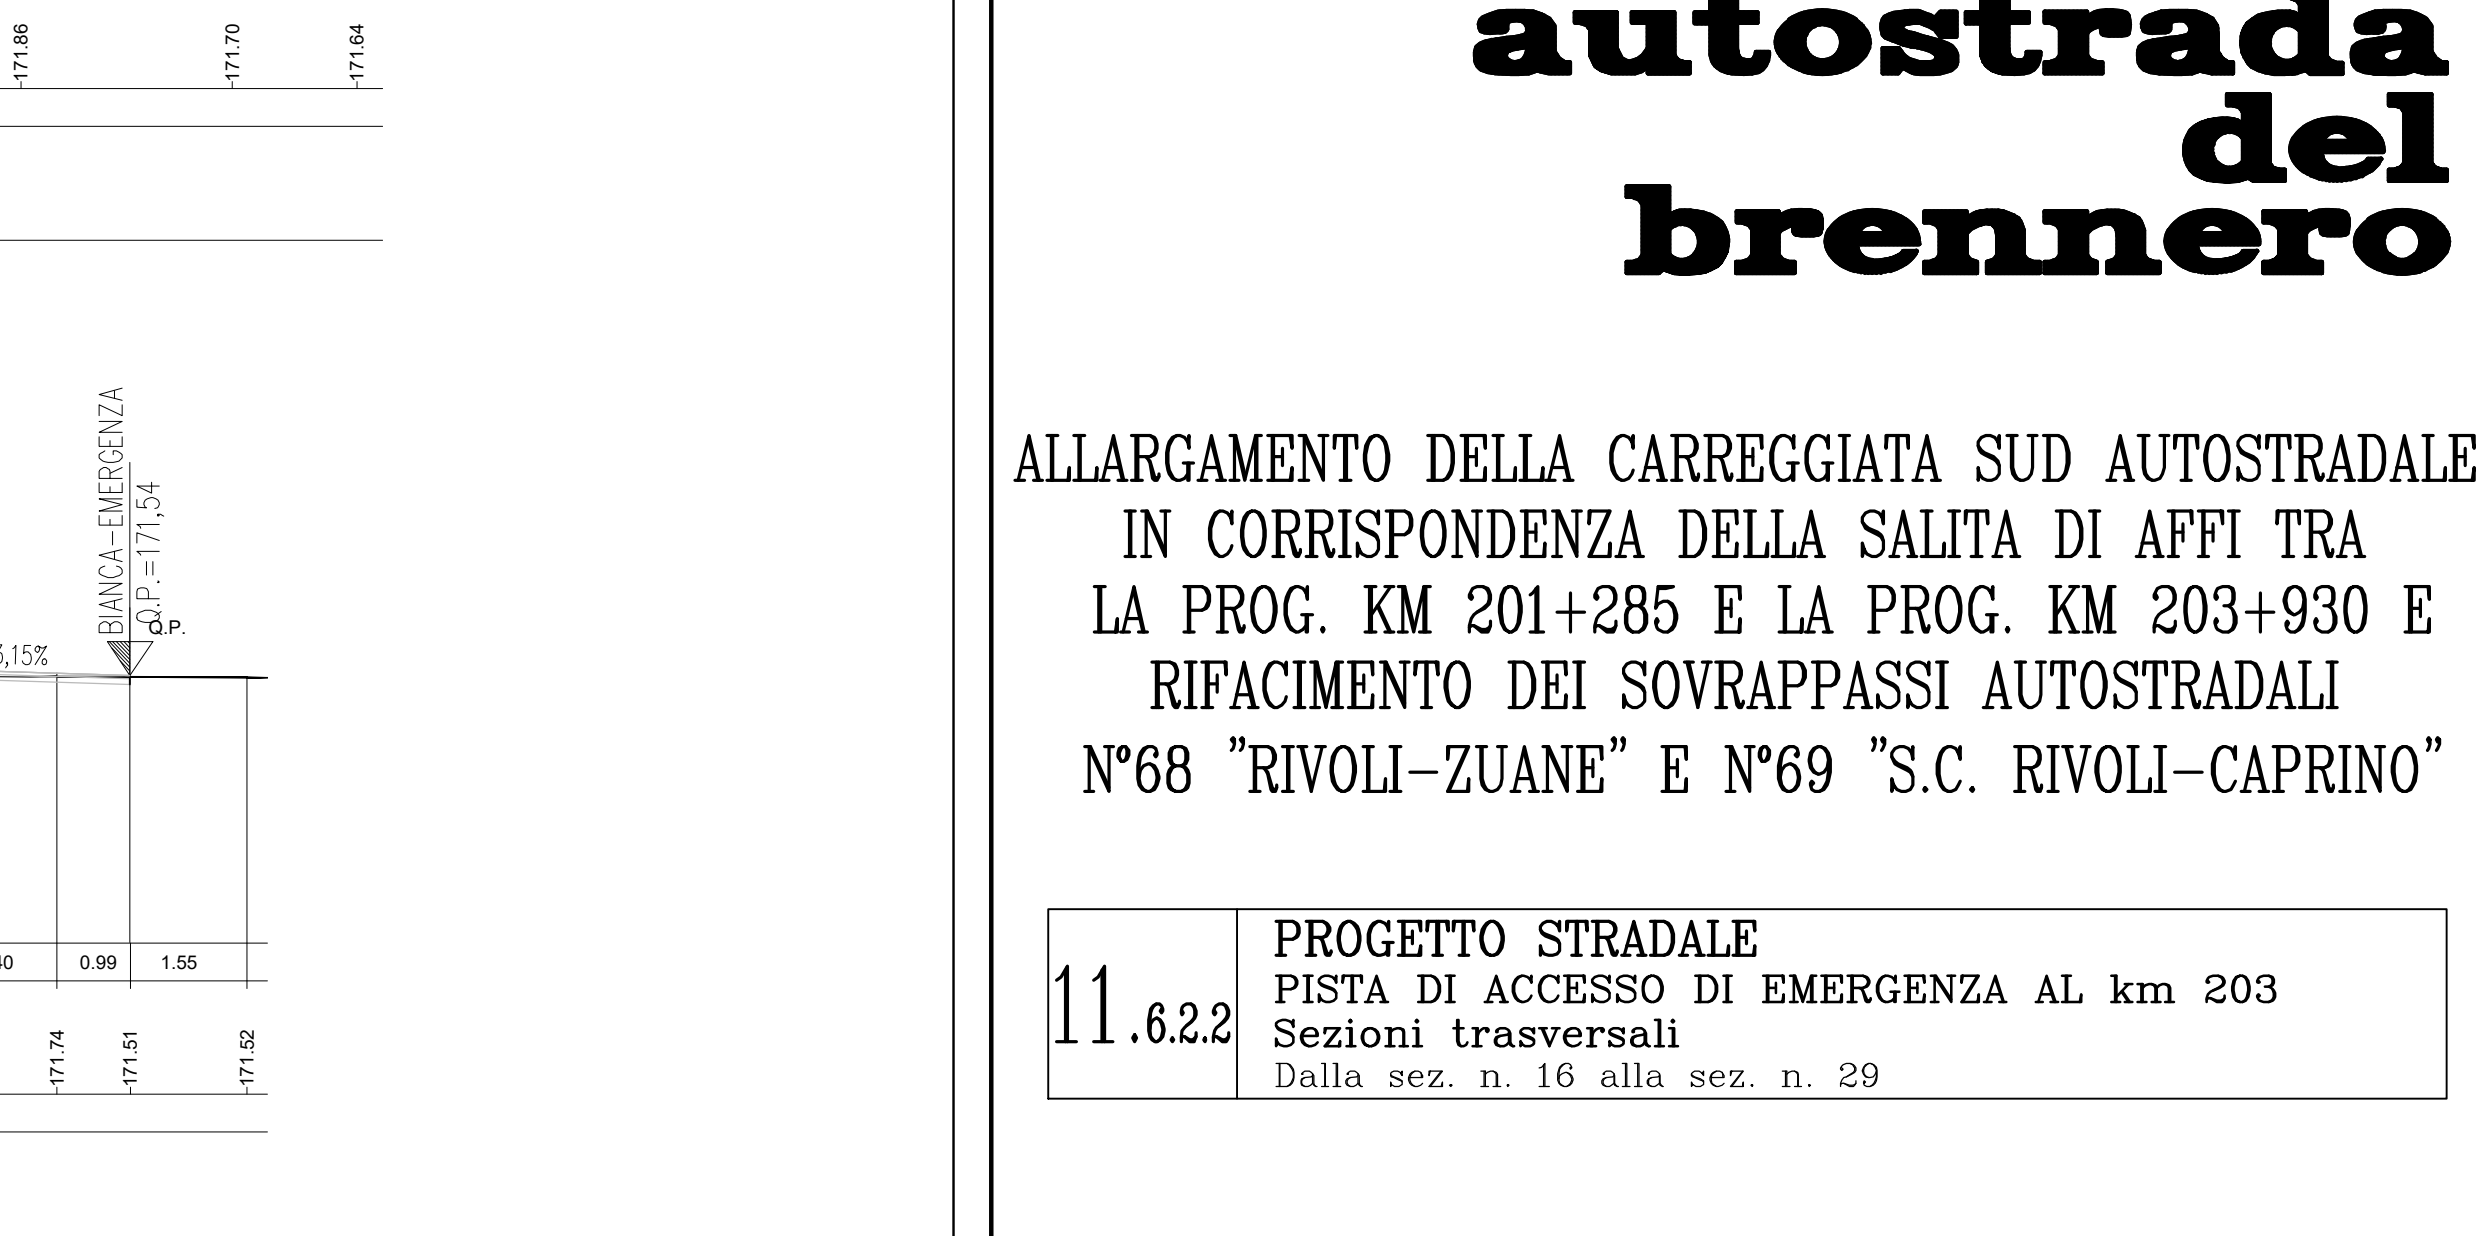 171.86
171.70
171.64
BIANCA-EMERGENZA
Q.P.=171,54
Q.P.
,15%
0.99
1.55
171.74
171.51
171.52
autostrada
del
brennero
ALLARGAMENTO DELLA CARREGGIATA SUD AUTOSTRADALE
IN CORRISPONDENZA DELLA SALITA DI AFFI TRA
LA PROG. KM 201+285 E LA PROG. KM 203+930 E
RIFACIMENTO DEI SOVRAPPASSI AUTOSTRADALI
N°68 "RIVOLI-ZUANE" E N°69 "S.C. RIVOLI-CAPRINO"
11.6.2.2
PROGETTO STRADALE
PISTA DI ACCESSO DI EMERGENZA AL km 203
Sezioni trasversali
Dalla sez. n. 16 alla sez. n. 29